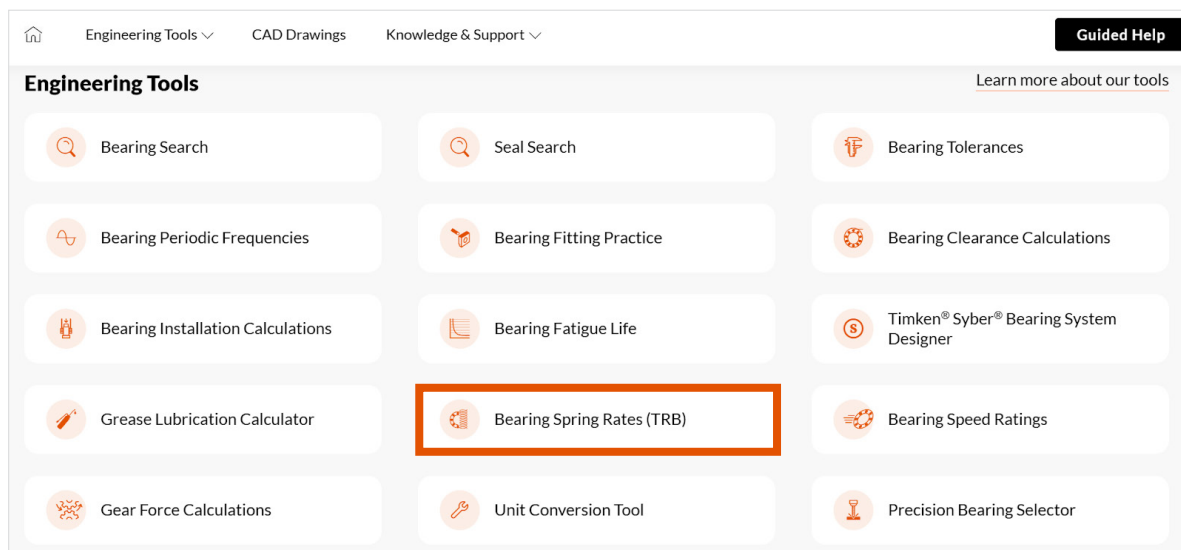 Engineering Tools CAD Drawings Knowledge & Support Guided Help
Engineering Tools Learn more about our tools
Bearing Search Seal Search Bearing Tolerances
Bearing Periodic Frequencies Bearing Fitting Practice Bearing Clearance Calculations
Bearing Installation Calculations Bearing Fatigue Life Timken® Syber® Bearing System
Designer
Grease Lubrication Calculator Bearing Spring Rates (TRB) Bearing Speed Ratings
Gear Force Calculations Unit Conversion Tool Precision Bearing Selector